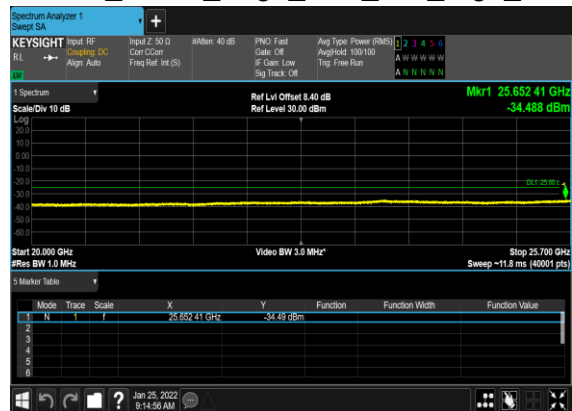 Spectrum Analyzer 1
Swept SA
KEYSIGHT
RL
Input: RF
Coupling: DC
Align: Auto
Input Z: 50 Ω
Corr CCorr
Freq Ref: Int (S)
#Atten: 40 dB
PNO: Fast
Gate: Off
IF Gain: Low
Sig Track: Off
Avg Type: Power (RMS)
Avg|Hold: 100/100
Trig: Free Run
1 2 3 4 5 6
A W W W W W
A N N N N N
1 Spectrum
Scale/Div 10 dB
Ref Lvl Offset 8.40 dB
Ref Level 30.00 dBm
Mkr1 25.652 41 GHz
-34.488 dBm
Log
20.0
10.0
0.00
-10.0
-20.0
-30.0
-40.0
-50.0
-60.0
Start 20.000 GHz
#Res BW 1.0 MHz
Video BW 3.0 MHz*
Stop 25.700 GHz
Sweep ~11.8 ms (40001 pts)
5 Marker Table
Mode Trace Scale X Y Function Function Width Function Value
1 N 1 f 25.652 41 GHz -34.49 dBm
2
3
4
5
6
?
Jan 25, 2022
9:14:56 AM